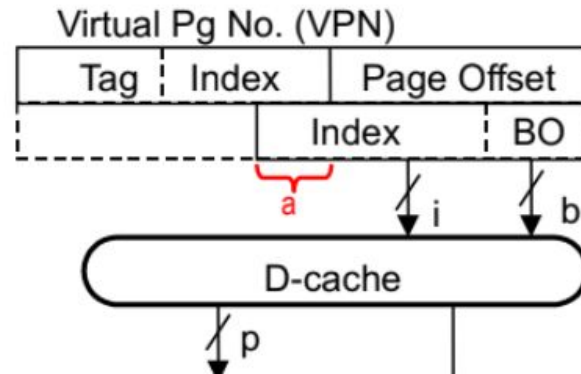 Virtual Pg No. (VPN)
Tag Index Page Offset
Index BO
a
i b
D-cache
p